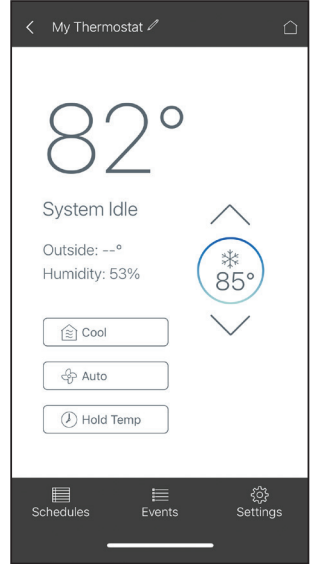 My Thermostat
82°
System Idle
Outside: --°
Humidity: 53%
85°
Cool
Auto
Hold Temp
Schedules
Events
Settings